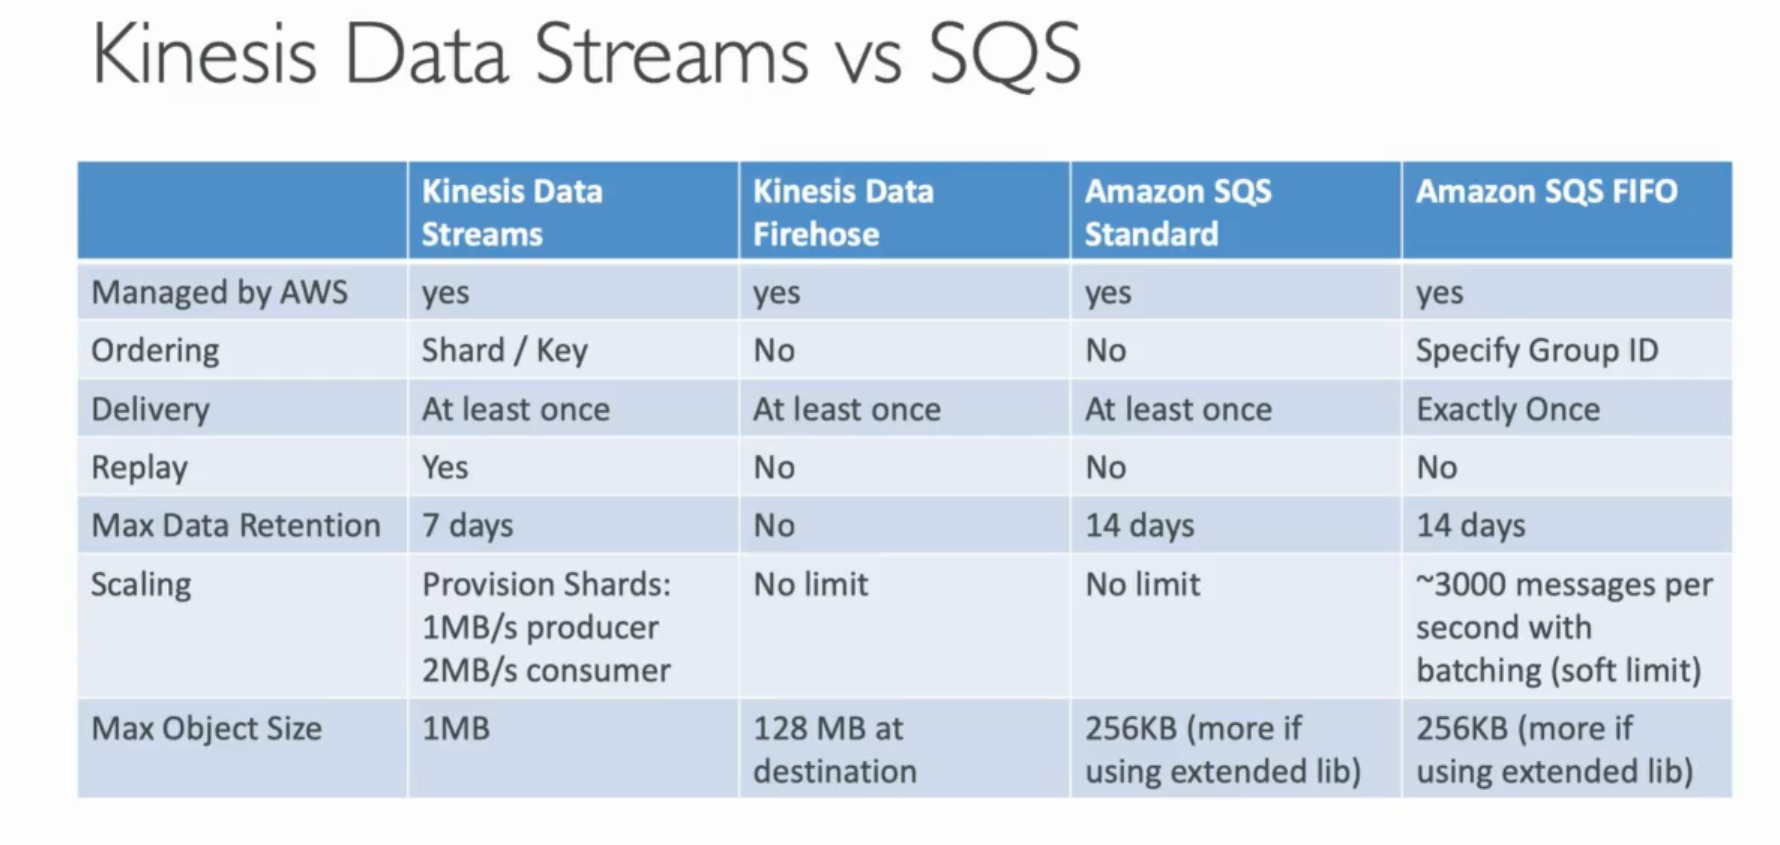 Kinesis Data Streams vs SQS
Kinesis Data
Streams
Kinesis Data
Firehose
Amazon SQS
Standard
Amazon SQS FIFO
Managed by AWS
yes
yes
yes
yes
Ordering
Shard / Key
No
No
Specify Group ID
Delivery
At least once
At least once
At least once
Exactly Once
Replay
Yes
No
No
No
Max Data Retention
7 days
No
14 days
14 days
Scaling
Provision Shards:
1MB/s producer
2MB/s consumer
No limit
No limit
~3000 messages per
second with
batching (soft limit)
Max Object Size
1MB
128 MB at
destination
256KB (more if
using extended lib)
256KB (more if
using extended lib)